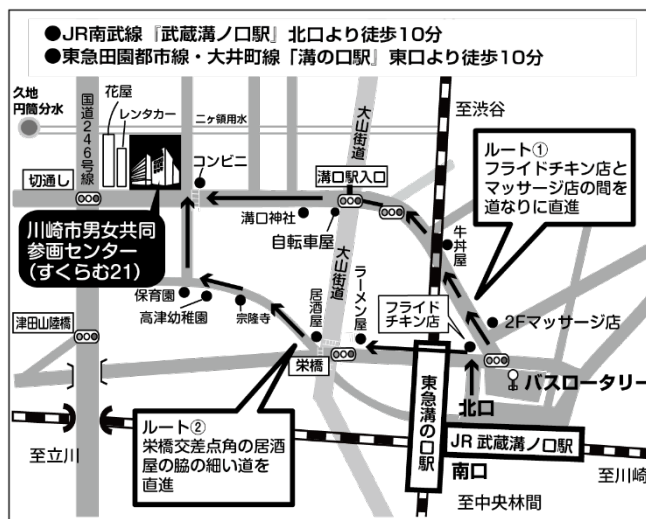 ●JR南武線『武蔵溝ノ口駅』北口より徒歩10分
●東急田園都市線・大井町線「溝の口駅」東口より徒歩10分
久地
円筒分水
国道246号線
花屋
レンタカー
二ヶ領用水
大山街道
至渋谷
コンビニ
切通し
溝口駅入口
溝口神社
自転車屋
ルート①
フライドチキン店と
マッサージ店の間を
道なりに直進
川崎市男女共同
参画センター
(すくらむ21)
牛丼屋
大山街道
保育園
高津幼稚園
宗隆寺
居酒屋
ラーメン屋
フライド
チキン店
2Fマッサージ店
津田山陸橋
栄橋
バスロータリー
北口
東急溝の口駅
ルート②
栄橋交差点角の居酒
屋の脇の細い道を
直進
JR 武蔵溝ノ口駅
南口
至立川
至川崎
至中央林間